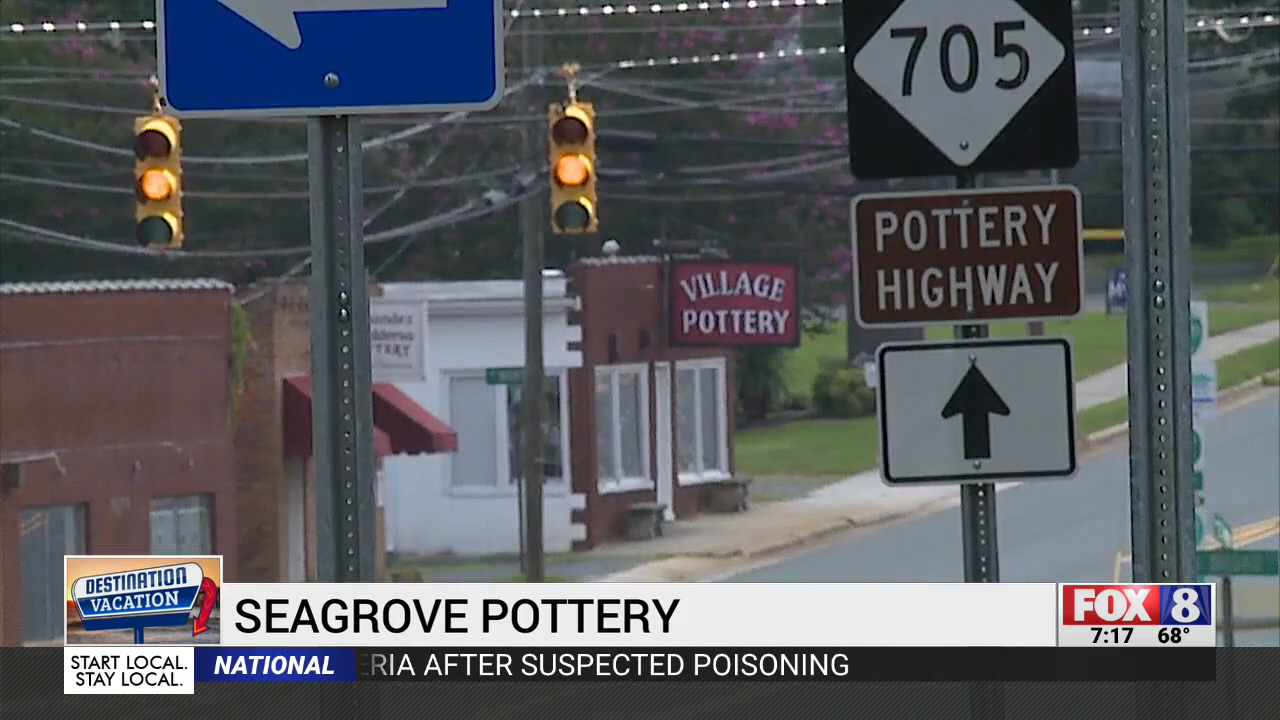 705
POTTERY
HIGHWAY
VILLAGE
POTTERY
DESTINATION
VACATION
SEAGROVE POTTERY
FOX 8
7:17 68°
START LOCAL.
STAY LOCAL.
NATIONAL
ERIA AFTER SUSPECTED POISONING